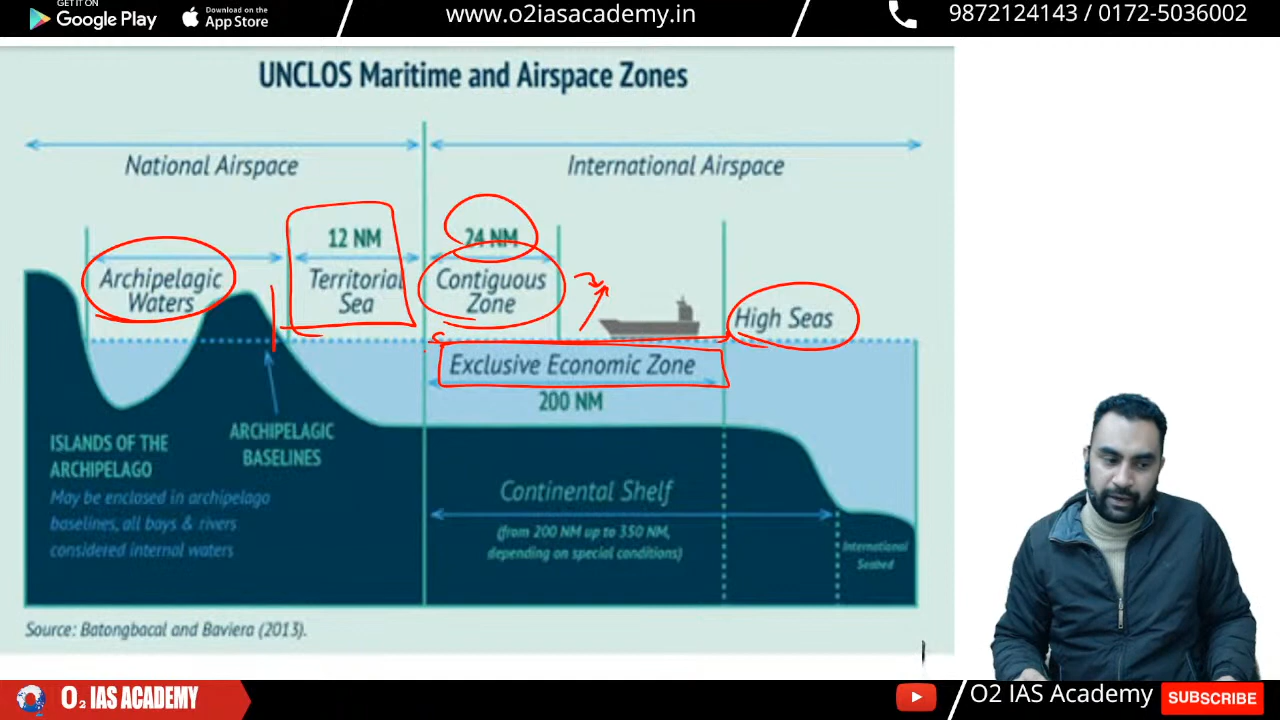 GET IT ON
Google Play
Download on the
App Store
www.o2iasacademy.in
9872124143 / 0172-5036002
UNCLOS Maritime and Airspace Zones
National Airspace
International Airspace
12 NM
24 NM
Archipelagic
Waters
Territorial
Sea
Contiguous
Zone
High Seas
Exclusive Economic Zone
200 NM
ARCHIPELAGIC
BASELINES
ISLANDS OF THE
ARCHIPELAGO
May be enclosed in archipelago
baselines, all bays & rivers
considered internal waters
Continental Shelf
(from 200 NM up to 350 NM,
depending on special conditions)
International
Seabed
Source: Batongbacal and Baviera (2013).
O2 IAS ACADEMY
O2 IAS Academy
SUBSCRIBE